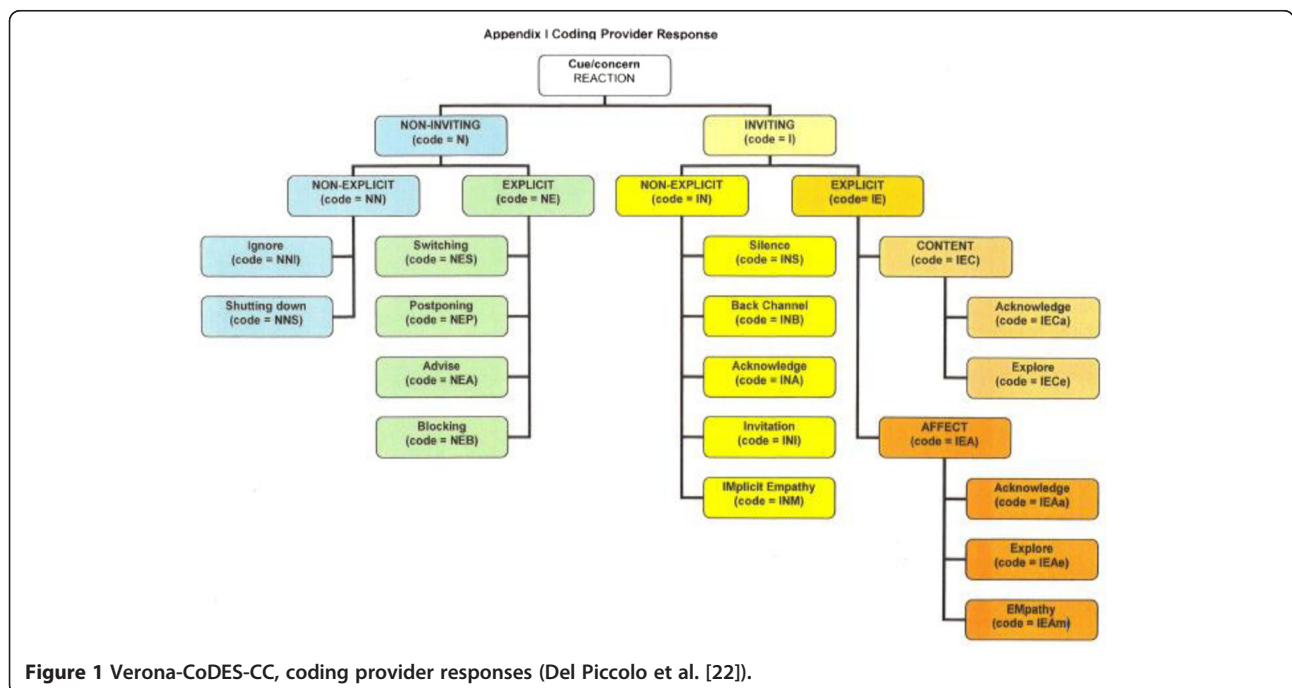 Appendix I Coding Provider Response
Cue/concern
REACTION
NON-INVITING
(code = N)
INVITING
(code = I)
NON-EXPLICIT
(code = NN)
EXPLICIT
(code = NE)
NON-EXPLICIT
(code = IN)
EXPLICIT
(code= IE)
Ignore
(code = NNI)
Shutting down
(code = NNS)
Switching
(code = NES)
Postponing
(code = NEP)
Advise
(code = NEA)
Blocking
(code = NEB)
Silence
(code = INS)
Back Channel
(code = INB)
Acknowledge
(code = INA)
Invitation
(code = INI)
IMplicit Empathy
(code = INM)
CONTENT
(code = IEC)
Acknowledge
(code = IECa)
Explore
(code = IECe)
AFFECT
(code = IEA)
Acknowledge
(code = IEAa)
Explore
(code = IEAe)
EMpathy
(code = IEAm)
Figure 1 Verona-CoDES-CC, coding provider responses (Del Piccolo et al. [22]).